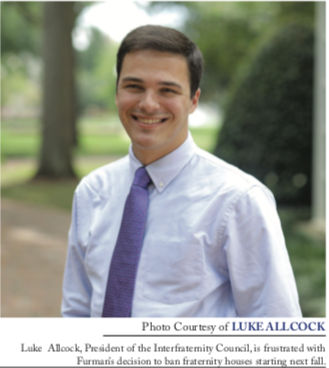 Photo Courtesy of LUKE ALLCOCK
Luke Allcock, President of the Interfraternity Council, is frustrated with
Furman's decision to ban fraternity houses starting next fall.